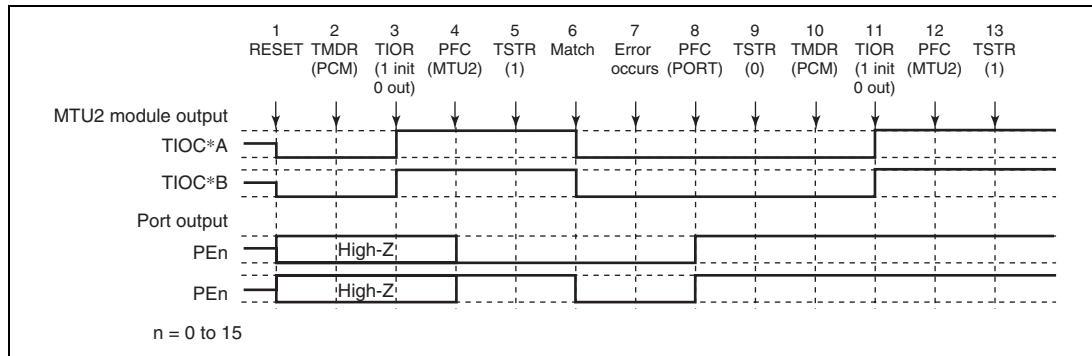 1 2 3 4 5 6 7 8 9 10 11 12 13
RESET TMDR TIOR PFC TSTR Match Error PFC TSTR TMDR TIOR PFC TSTR
(PCM) (1 init (MTU2) (1) occurs (PORT) (0) (PCM) (1 init (MTU2) (1)
0 out) 0 out)
MTU2 module output
TIOC*A
TIOC*B
Port output
PEn High-Z
PEn High-Z
n = 0 to 15